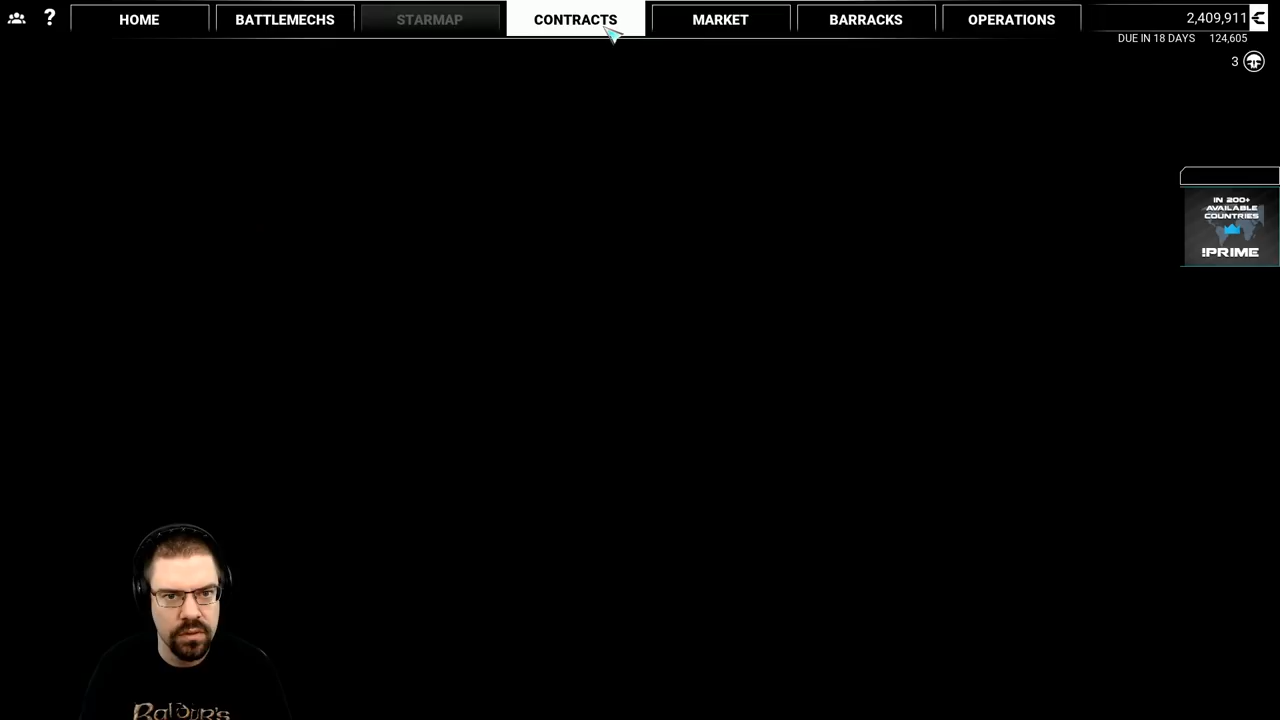 ?
HOME
BATTLEMECHS
STARMAP
CONTRACTS
MARKET
BARRACKS
OPERATIONS
2,409,911
DUE IN 18 DAYS 124,605
3
IN 200+
AVAILABLE
COUNTRIES
!PRIME
BALDUR'S